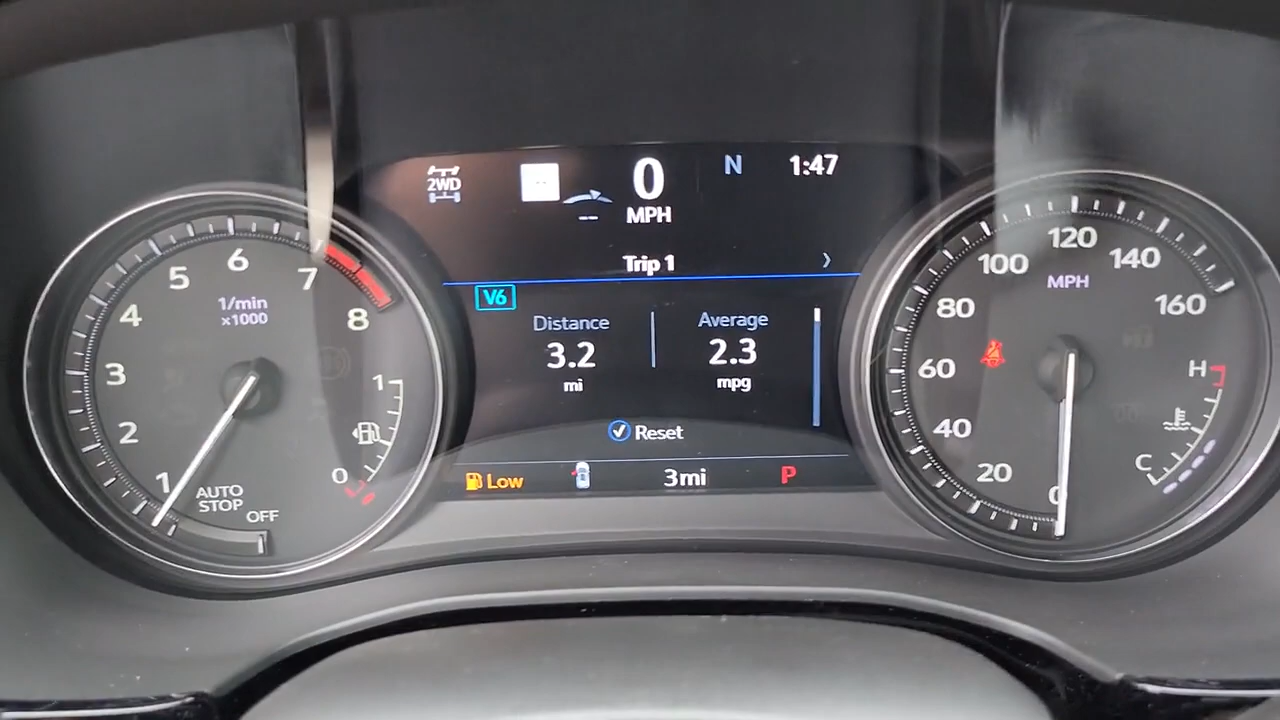 2WD
--
--
0
MPH
N
1:47
Trip 1
V6
Distance
3.2
mi
Average
2.3
mpg
Reset
Low
3mi
P
1/min
x1000
1
2
3
4
5
6
7
8
AUTO
STOP
OFF
1
0
MPH
0
20
40
60
80
100
120
140
160
H
C